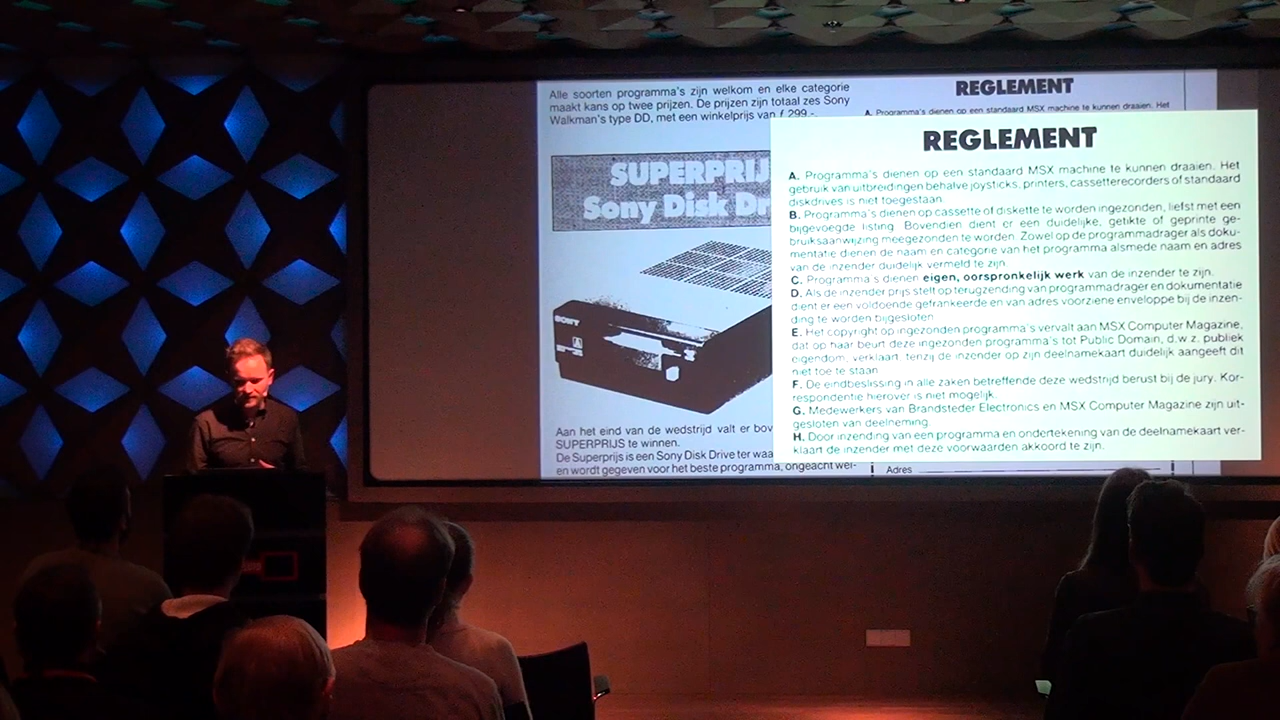 Alle soorten programma's zijn welkom en elke categorie
maakt kans op twee prijzen. De prijzen zijn totaal zes Sony
Walkman's type DD, met een winkelprijs van ƒ 299,-.
SUPERPRIJ
Sony Disk Dr
SONY
Aan het eind van de wedstrijd valt er bov
SUPERPRIJS te winnen.
De Superprijs is een Sony Disk Drive ter waa
en wordt gegeven voor het beste programma, ongeacht wel-
REGLEMENT
A. Programma's dienen op een standaard MSX machine te kunnen draaien. Het
REGLEMENT
A. Programma's dienen op een standaard MSX machine te kunnen draaien. Het
gebruik van uitbreidingen behalve joysticks, printers, cassetterecorders of standaard
diskdrives is niet toegestaan.
B. Programma's dienen op cassette of diskette te worden ingezonden, liefst met een
bijgevoegde listing. Bovendien dient er een duidelijke, getikte of geprinte ge-
bruiksaanwijzing meegezonden te worden. Zowel op de programmadrager als doku-
mentatie dienen de naam en categorie van het programma alsmede naam en adres
van de inzender duidelijk vermeld te zijn.
C. Programma's dienen eigen, oorspronkelijk werk van de inzender te zijn.
D. Als de inzender prijs stelt op terugzending van programmadrager en dokumentatie
dient er een voldoende gefrankeerde en van adres voorziene enveloppe bij de inzen-
ding te worden bijgesloten.
E. Het copyright op ingezonden programma's vervalt aan MSX Computer Magazine,
dat op haar beurt deze ingezonden programma's tot Public Domain, d.w.z. publiek
eigendom, verklaart, tenzij de inzender op zijn deelnamekaart duidelijk aangeeft dit
niet toe te staan.
F. De eindbeslissing in alle zaken betreffende deze wedstrijd berust bij de jury. Kor-
respondentie hierover is niet mogelijk.
G. Medewerkers van Brandsteder Electronics en MSX Computer Magazine zijn uit-
gesloten van deelneming.
H. Door inzending van een programma en ondertekening van de deelnamekaart ver-
klaart de inzender met deze voorwaarden akkoord te zijn.
Adres